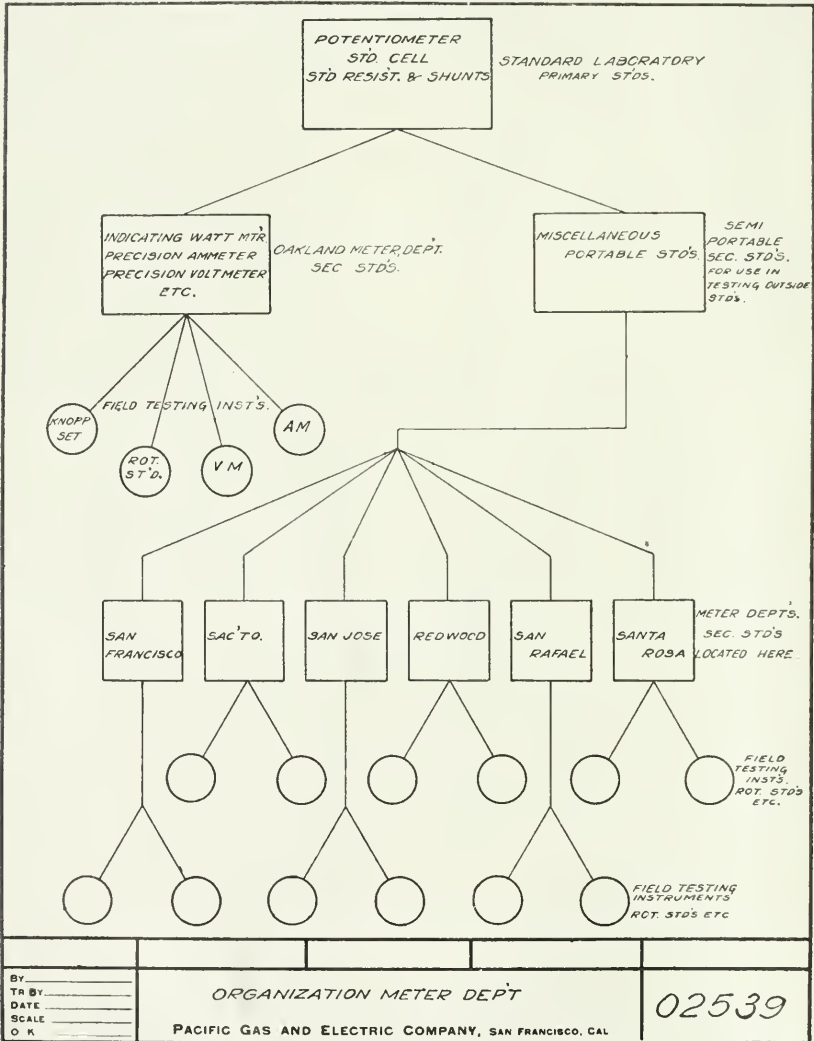 POTENTIOMETER
STD. CELL
STD RESIST. & SHUNTS
STANDARD LABORATORY
PRIMARY STDS.
INDICATING WATT MTR
PRECISION AMMETER
PRECISION VOLTMETER
ETC.
OAKLAND METER DEP'T.
SEC STD'S.
MISCELLANEOUS
PORTABLE STD'S.
SEMI
PORTABLE
SEC. STD'S.
FOR USE IN
TESTING OUTSIDE
STD'S.
FIELD TESTING INST'S.
KNOPP
SET
ROT.
ST'D.
VM
AM
SAN
FRANCISCO
SAC'TO.
SAN JOSE
REDWOOD
SAN
RAFAEL
SANTA
ROSA
METER DEPT'S.
SEC. STD'S
LOCATED HERE
FIELD
TESTING
INST'S.
ROT. STD'S
ETC.
FIELD TESTING
INSTRUMENTS
ROT. STD'S ETC
BY
TR BY
DATE
SCALE
O K
ORGANIZATION METER DEP'T
PACIFIC GAS AND ELECTRIC COMPANY, SAN FRANCISCO, CAL
02539